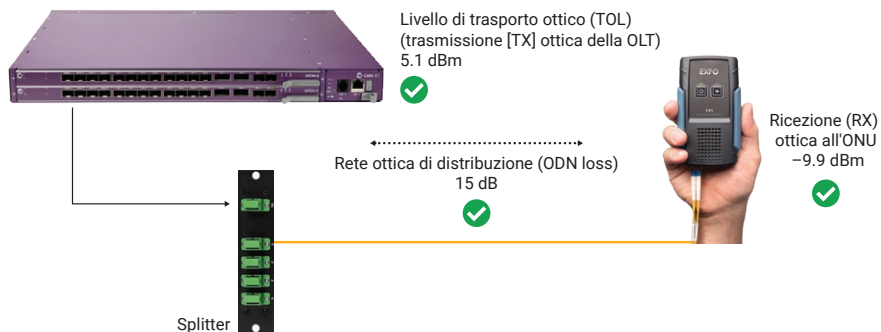 Livello di trasporto ottico (TOL)
(trasmissione [TX] ottica della OLT)
5.1 dBm
EXFO
Ricezione (RX)
ottica all'ONU
–9.9 dBm
Rete ottica di distribuzione (ODN loss)
15 dB
Splitter